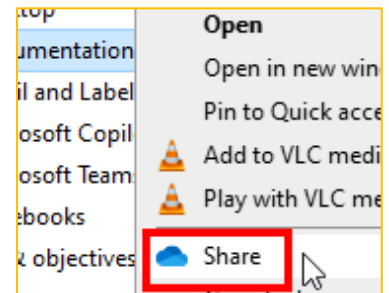 Open
umentation
Open in new win
il and Label
Pin to Quick acce
osoft Copil
Add to VLC medi
osoft Team
Play with VLC me
ebooks
& objectives
Share